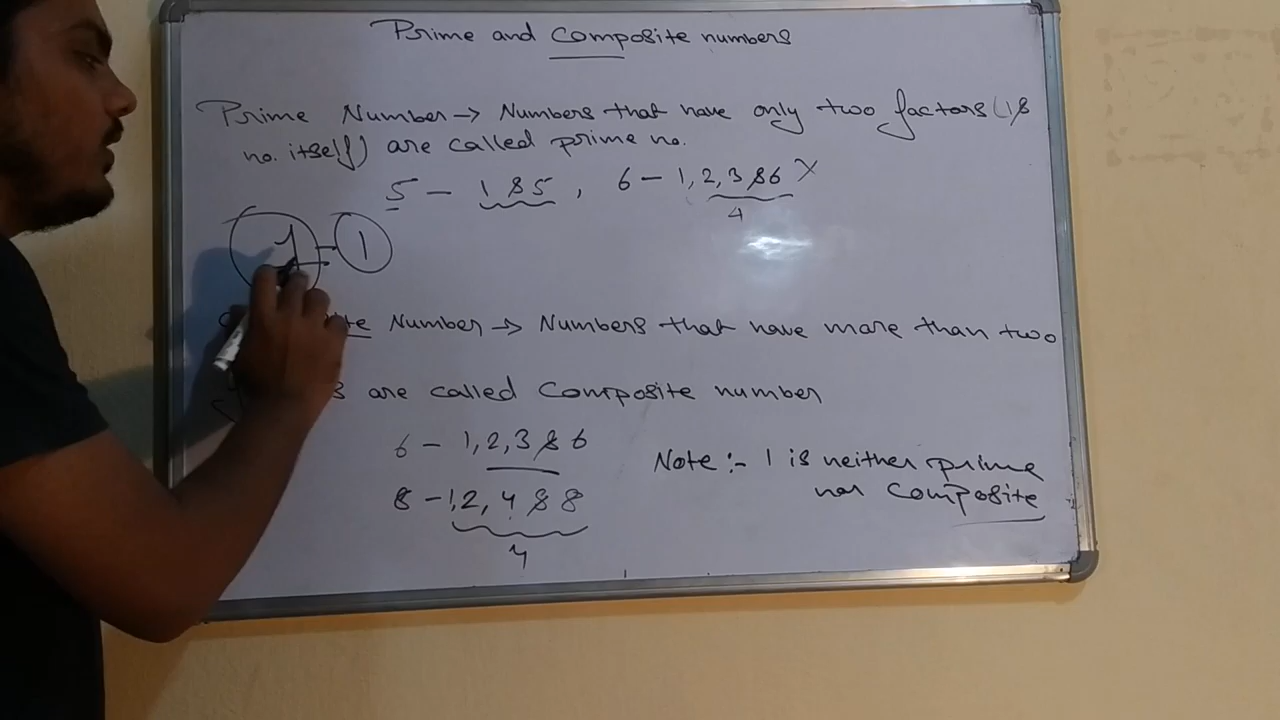 Prime and Composite numbers
Prime Number → Numbers that have only two factors (1 &
no. itself) are called prime no.
5 - 1 & 5, 6 - 1, 2, 3 & 6 X
4
1 - 1
Number → Numbers that have more than two
are called Composite number
6 - 1, 2, 3 & 6
8 - 1, 2, 4 & 8
4
Note :- 1 is neither prime
nor composite